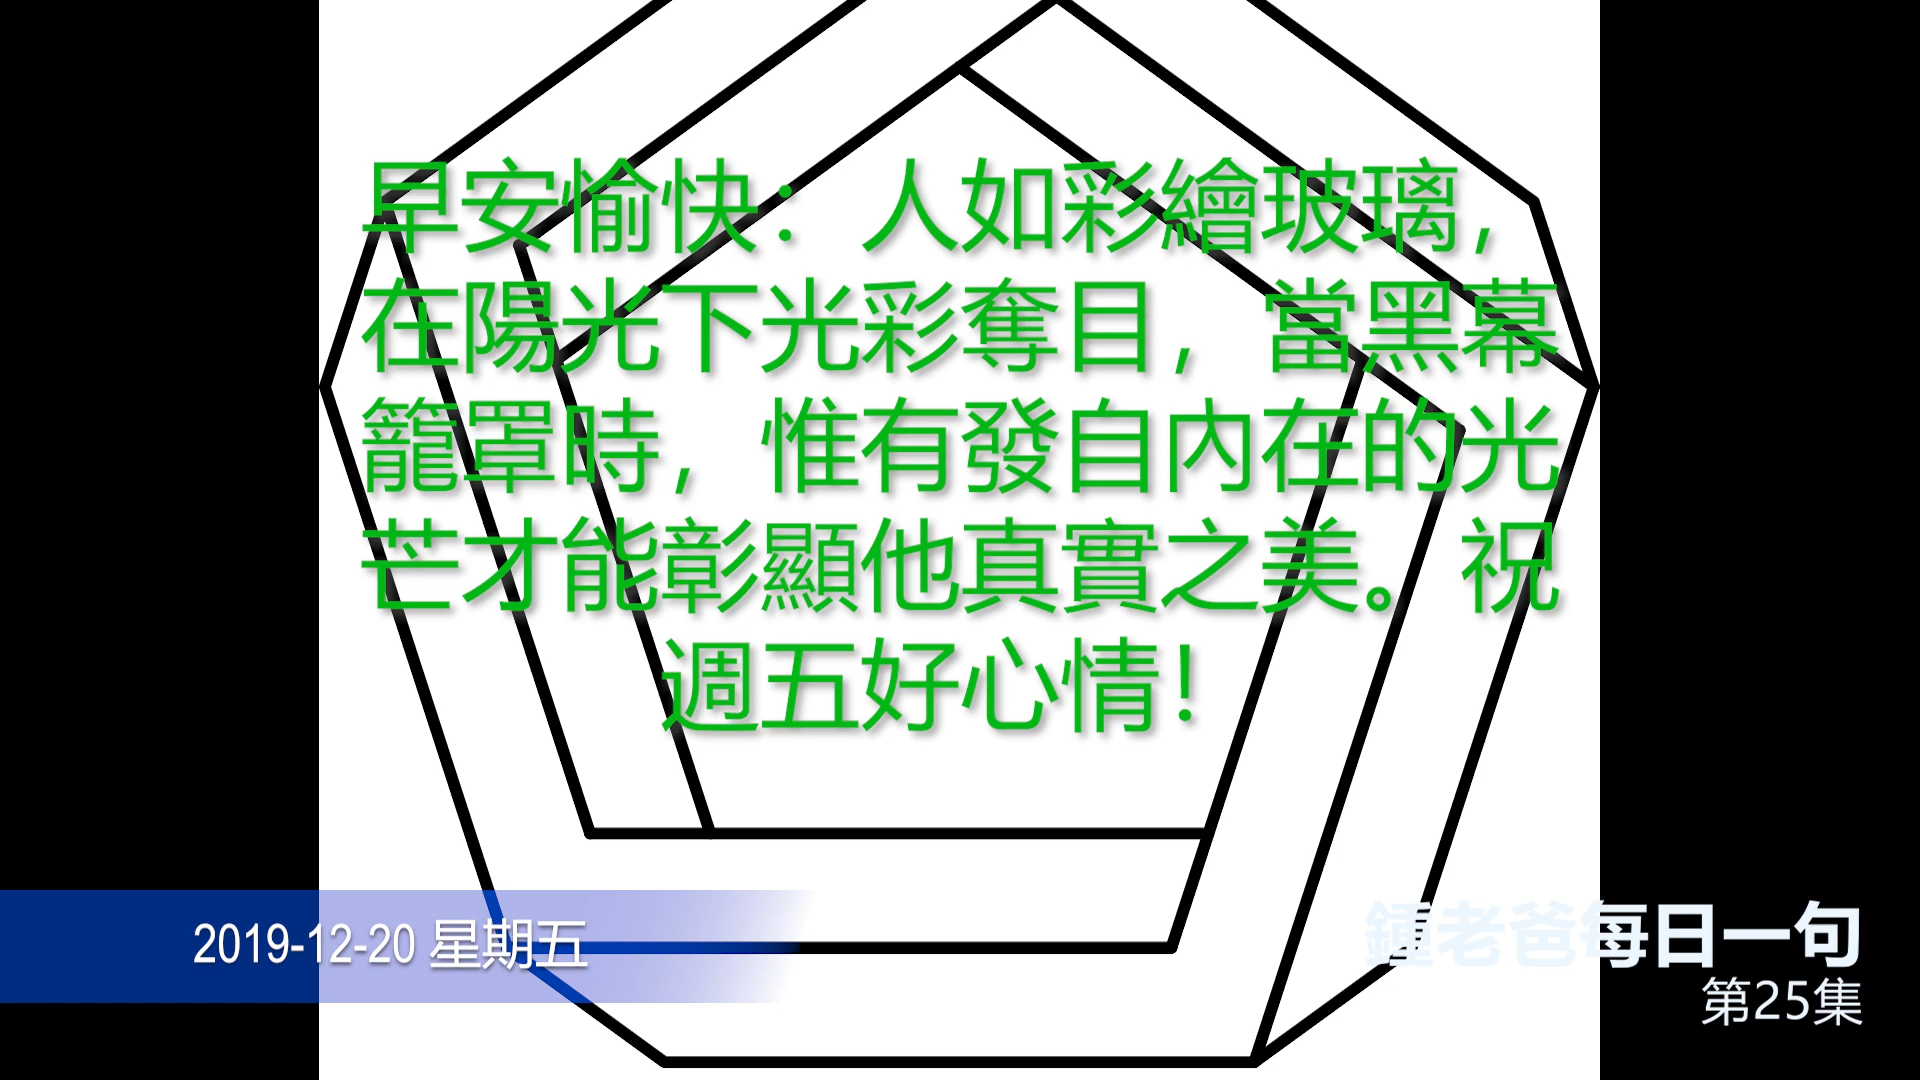 早安愉快：人如彩繪玻璃，
在陽光下光彩奪目，當黑幕
籠罩時，惟有發自內在的光
芒才能彰顯他真實之美。祝
週五好心情！
2019-12-20 星期五
鍾老爸每日一句
第25集